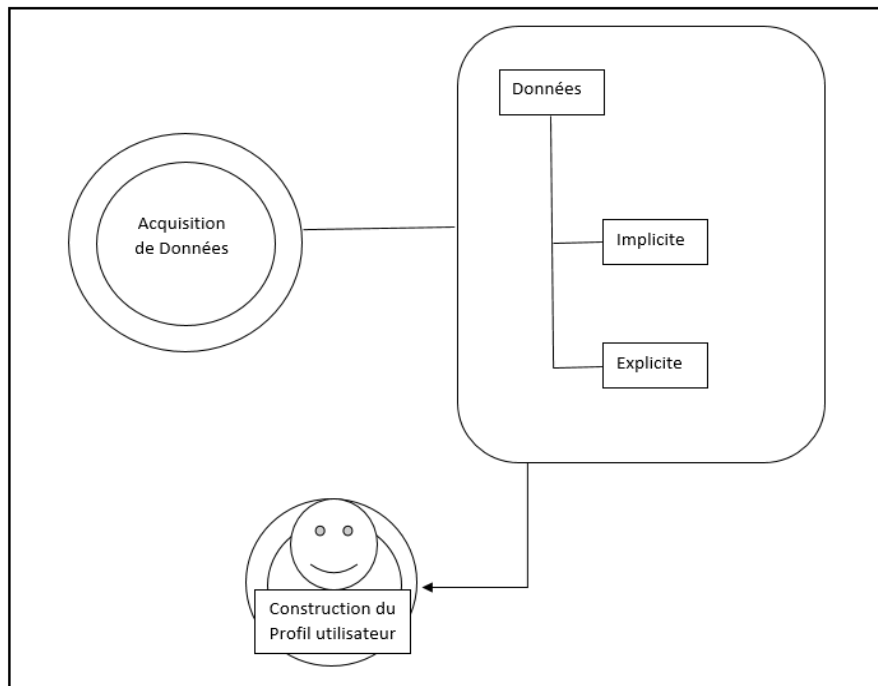 Données
Acquisition
de Données
Implicite
Explicite
Construction du
Profil utilisateur